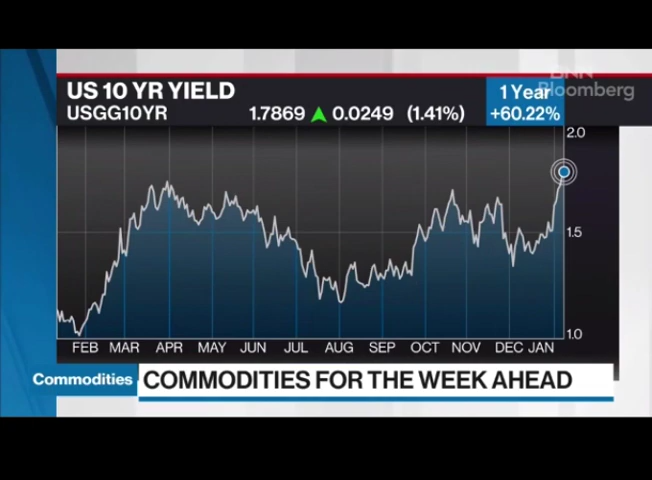 US 10 YR YIELD
USGG10YR 1.7869 0.0249 (1.41%)
1 Year
+60.22%
BNN
Bloomberg
2.0
1.5
1.0
FEB MAR APR MAY JUN JUL AUG SEP OCT NOV DEC JAN
Commodities
COMMODITIES FOR THE WEEK AHEAD